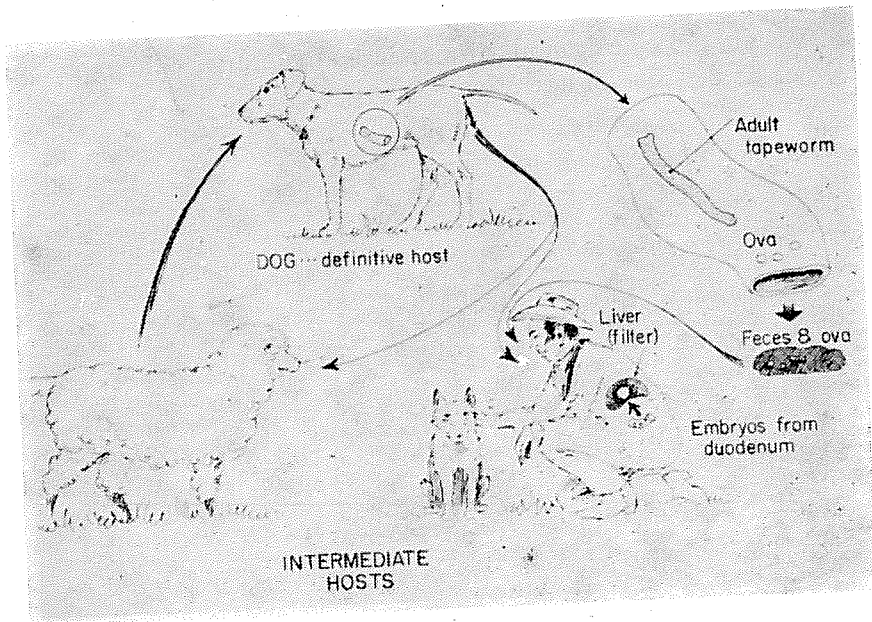 Adult
tapeworm
Ova
DOG -- definitive host
Liver
(filter)
Feces & ova
Embryos from
duodenum
INTERMEDIATE
HOSTS